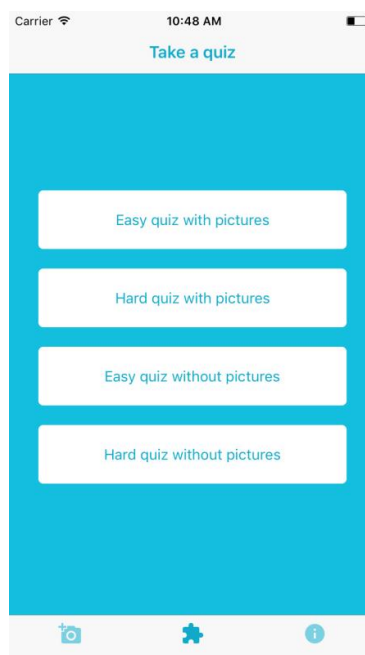 Carrier 10:48 AM
Take a quiz
Easy quiz with pictures
Hard quiz with pictures
Easy quiz without pictures
Hard quiz without pictures